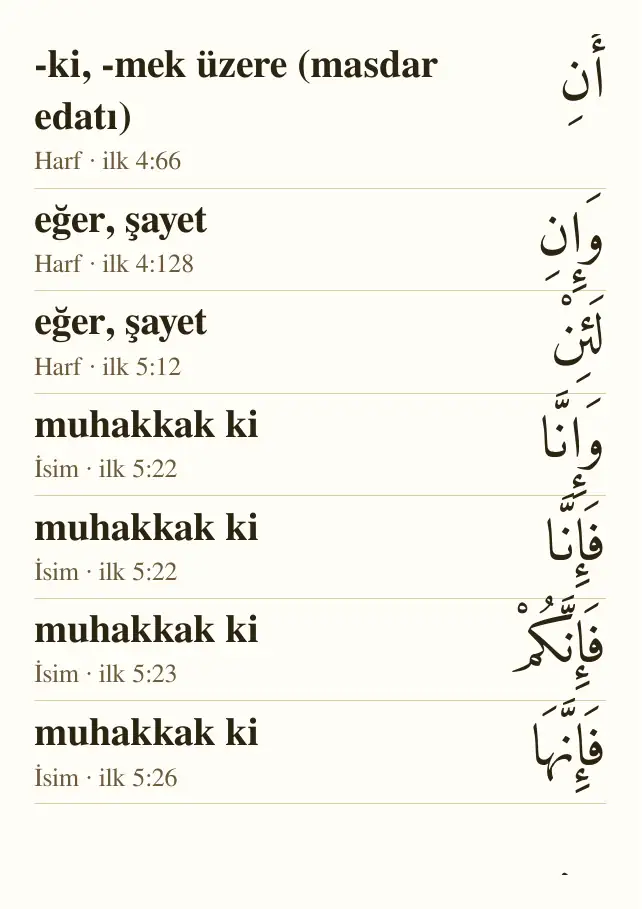 -ki, -mek üzere (masdar
أَنِ
edatı)
Harf · ilk 4:66
eğer, şayet
وَإِنِ
Harf · ilk 4:128
eğer, şayet
لَئِنْ
Harf · ilk 5:12
muhakkak ki
وَإِنَّا
İsim · ilk 5:22
muhakkak ki
فَإِنَّا
İsim · ilk 5:22
muhakkak ki
فَإِنَّكُمْ
İsim · ilk 5:23
muhakkak ki
فَإِنَّهَا
İsim · ilk 5:26